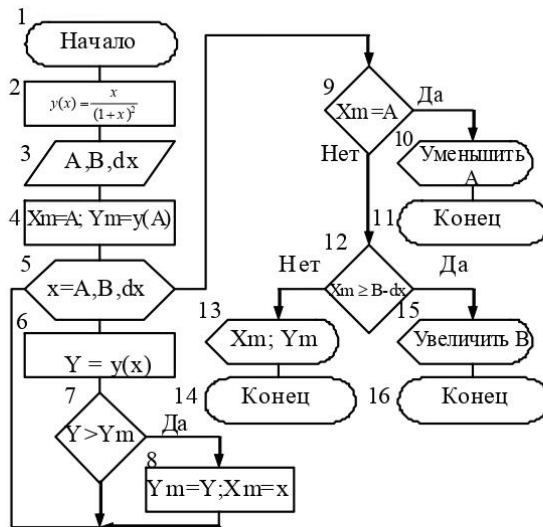 1
Начало
2
y(x) = x / (1+x)²
3
A,B,dx
4
Xm=A; Ym=y(A)
5
x=A,B,dx
6
Y = y(x)
7
Y>Ym
Да
8
Ym=Y;Xm=x
9
Xm=A
Да
Нет
10
Уменьшить
A
11
Конец
12
Нет
Xm ≥ B-dx
Да
13
Xm; Ym
14
Конец
15
Увеличить B
16
Конец